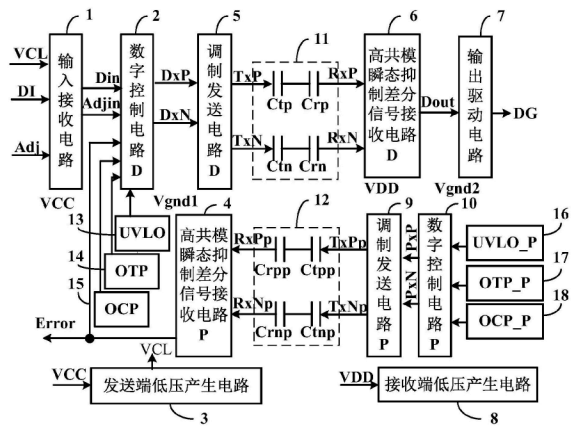 1
2
5
6
7
11
VCL
DI
Adj
VCC
输入接收电路
Din
Adjin
数字控制电路D
DxP
DxN
调制发送电路D
TxP
TxN
Ctp
Crp
Ctn
Crn
RxP
RxN
高共模瞬态抑制差分信号接收电路D
Dout
输出驱动电路
DG
VDD
Vgnd1
Vgnd2
4
12
9
10
13
14
15
UVLO
OTP
OCP
高共模瞬态抑制差分信号接收电路P
RxPp
RxNp
Crpp
Ctpp
Crnp
Ctnp
TxPp
TxNp
调制发送电路P
PxP
PxN
数字控制电路P
UVLO_P
OTP_P
OCP_P
16
17
18
Error
VCL
VCC
发送端低压产生电路
3
VDD
接收端低压产生电路
8